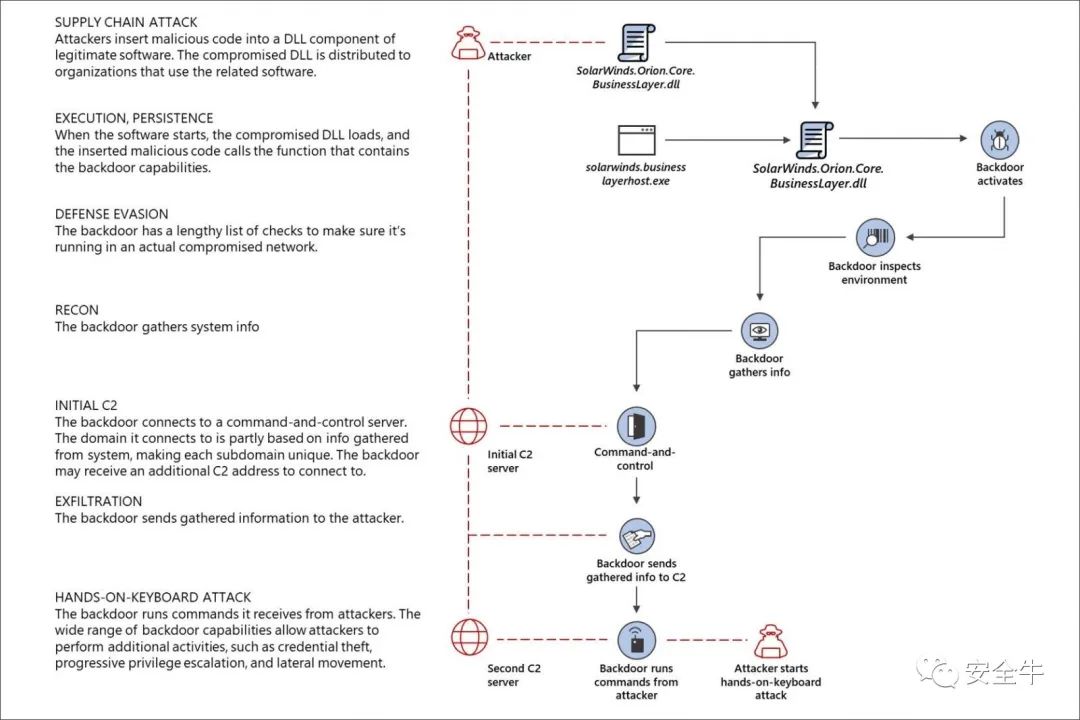 SUPPLY CHAIN ATTACK
Attackers insert malicious code into a DLL component of
legitimate software. The compromised DLL is distributed to
organizations that use the related software.
Attacker
SolarWinds.Orion.Core.
BusinessLayer.dll
EXECUTION, PERSISTENCE
When the software starts, the compromised DLL loads, and
the inserted malicious code calls the function that contains
the backdoor capabilities.
solarwinds.business
layerhost.exe
SolarWinds.Orion.Core.
BusinessLayer.dll
Backdoor
activates
DEFENSE EVASION
The backdoor has a lengthy list of checks to make sure it's
running in an actual compromised network.
Backdoor inspects
environment
RECON
The backdoor gathers system info
Backdoor
gathers info
INITIAL C2
The backdoor connects to a command-and-control server.
The domain it connects to is partly based on info gathered
from system, making each subdomain unique. The backdoor
may receive an additional C2 address to connect to.
Initial C2
server
Command-and-
control
EXFILTRATION
The backdoor sends gathered information to the attacker.
Backdoor sends
gathered info to C2
HANDS-ON-KEYBOARD ATTACK
The backdoor runs commands it receives from attackers. The
wide range of backdoor capabilities allow attackers to
perform additional activities, such as credential theft,
progressive privilege escalation, and lateral movement.
Second C2
server
Backdoor runs
commands from
attacker
Attacker starts
hands-on-keyboard
attack
安全牛